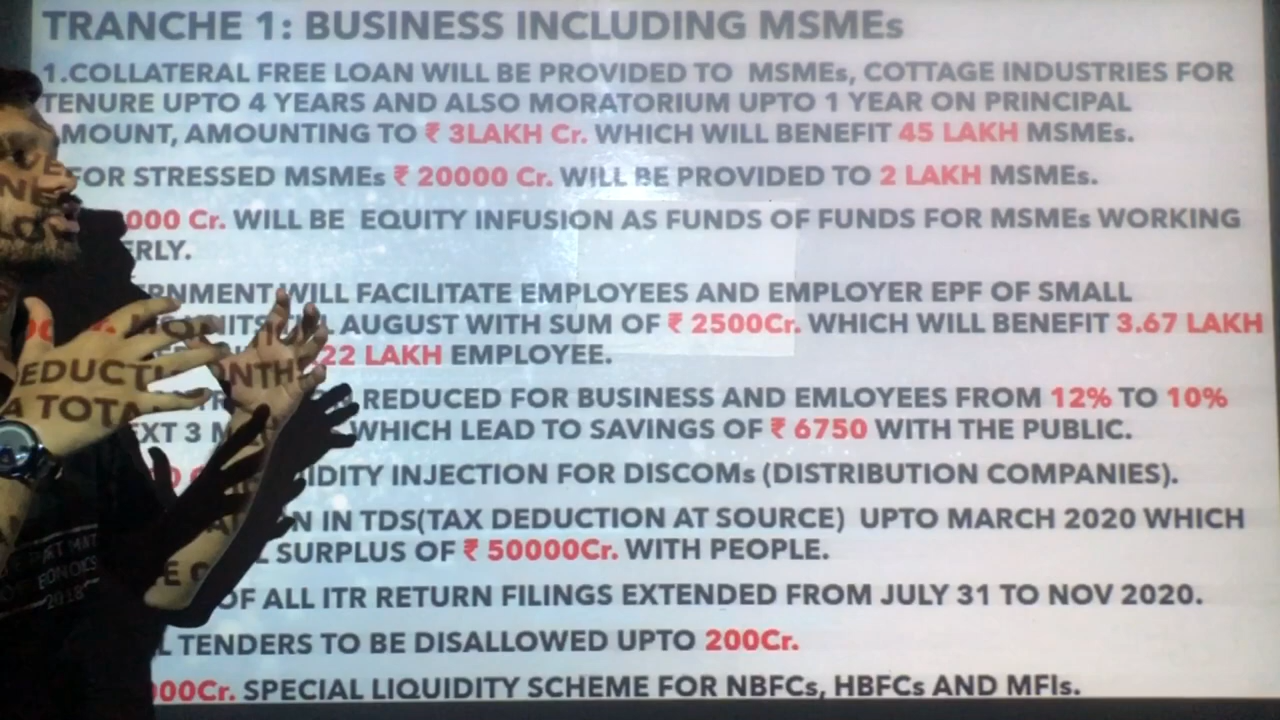 TRANCHE 1: BUSINESS INCLUDING MSMEs
1.COLLATERAL FREE LOAN WILL BE PROVIDED TO MSMEs, COTTAGE INDUSTRIES FOR
TENURE UPTO 4 YEARS AND ALSO MORATORIUM UPTO 1 YEAR ON PRINCIPAL
MOUNT, AMOUNTING TO ₹ 3LAKH Cr. WHICH WILL BENEFIT 45 LAKH MSMEs.
FOR STRESSED MSMEs ₹ 20000 Cr. WILL BE PROVIDED TO 2 LAKH MSMEs.
000 Cr. WILL BE EQUITY INFUSION AS FUNDS OF FUNDS FOR MSMEs WORKING
ERLY.
ERNMENT WILL FACILITATE EMPLOYEES AND EMPLOYER EPF OF SMALL
AUGUST WITH SUM OF ₹ 2500Cr. WHICH WILL BENEFIT 3.67 LAKH
22 LAKH EMPLOYEE.
REDUCED FOR BUSINESS AND EMLOYEES FROM 12% TO 10%
EXT 3 M WHICH LEAD TO SAVINGS OF ₹ 6750 WITH THE PUBLIC.
IDITY INJECTION FOR DISCOMs (DISTRIBUTION COMPANIES).
N IN TDS(TAX DEDUCTION AT SOURCE) UPTO MARCH 2020 WHICH
L SURPLUS OF ₹ 50000Cr. WITH PEOPLE.
OF ALL ITR RETURN FILINGS EXTENDED FROM JULY 31 TO NOV 2020.
L TENDERS TO BE DISALLOWED UPTO 200Cr.
000Cr. SPECIAL LIQUIDITY SCHEME FOR NBFCs, HBFCs AND MFIs.